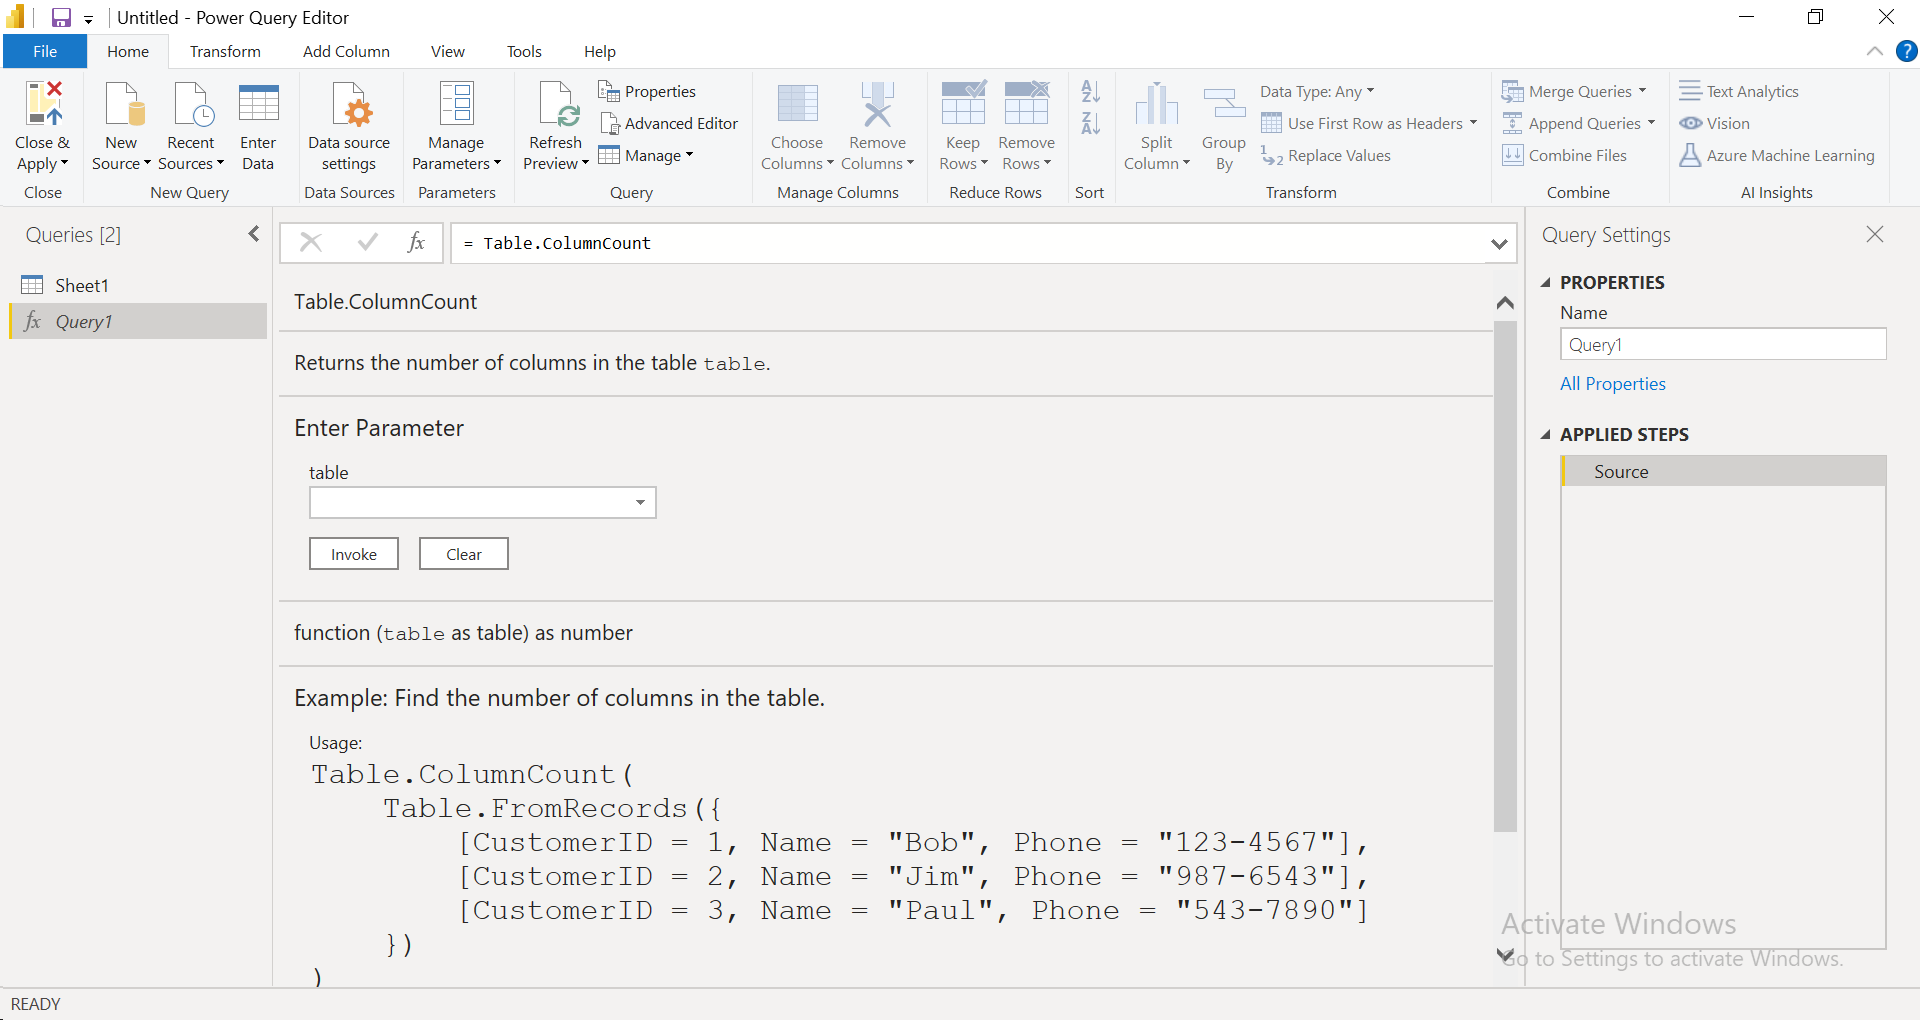 Untitled - Power Query Editor
File Home Transform Add Column View Tools Help
Close & Apply
Close
New Source
Recent Sources
Enter Data
New Query
Data source settings
Data Sources
Manage Parameters
Parameters
Refresh Preview
Properties
Advanced Editor
Manage
Query
Choose Columns
Remove Columns
Manage Columns
Keep Rows
Remove Rows
Reduce Rows
Sort
Split Column
Group By
Data Type: Any
Use First Row as Headers
Replace Values
Transform
Merge Queries
Append Queries
Combine Files
Combine
Text Analytics
Vision
Azure Machine Learning
AI Insights
Queries [2]
Sheet1
fx Query1
fx = Table.ColumnCount
Table.ColumnCount
Returns the number of columns in the table table.
Enter Parameter
table
Invoke Clear
function (table as table) as number
Example: Find the number of columns in the table.
Usage:
Table.ColumnCount(
Table.FromRecords({
[CustomerID = 1, Name = "Bob", Phone = "123-4567"],
[CustomerID = 2, Name = "Jim", Phone = "987-6543"],
[CustomerID = 3, Name = "Paul", Phone = "543-7890"]
})
)
Query Settings
PROPERTIES
Name
Query1
All Properties
APPLIED STEPS
Source
Activate Windows
Go to Settings to activate Windows.
READY